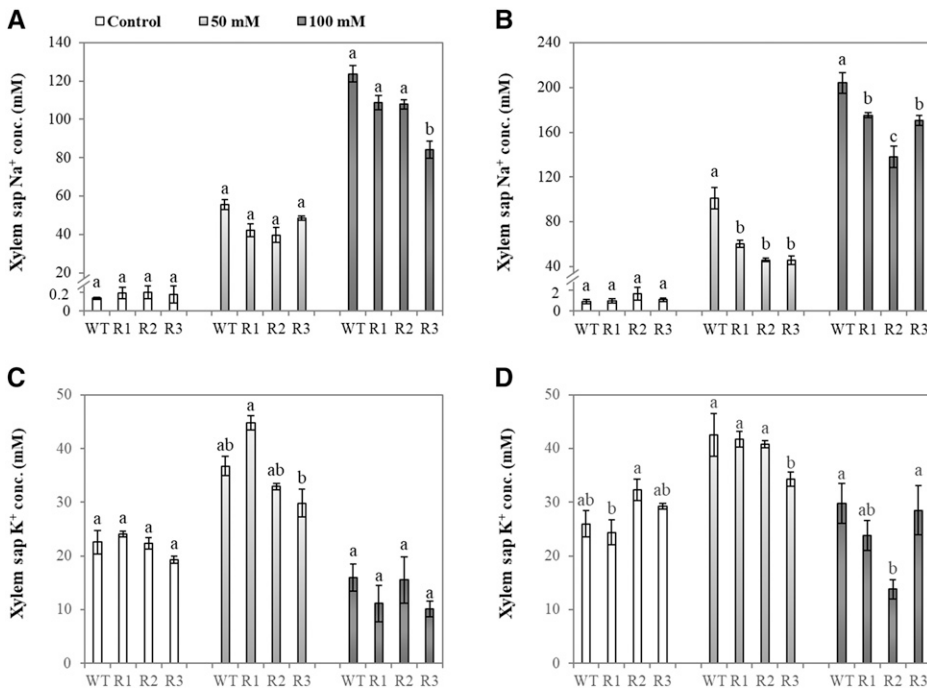 A Control 50 mM 100 mM
Xylem sap Na+ conc. (mM)
140
120
100
80
60
40
20
0.2
0
a a a a
a a a a
a a a b
WT R1 R2 R3 WT R1 R2 R3 WT R1 R2 R3
B
Xylem sap Na+ conc. (mM)
240
200
160
120
80
40
2
0
a a a a
a b b b
a b c b
WT R1 R2 R3 WT R1 R2 R3 WT R1 R2 R3
C
Xylem sap K+ conc. (mM)
50
40
30
20
10
0
a a a a
ab a ab b
a a a a
WT R1 R2 R3 WT R1 R2 R3 WT R1 R2 R3
D
Xylem sap K+ conc. (mM)
50
40
30
20
10
0
ab b a ab
a a a b
a ab b a
WT R1 R2 R3 WT R1 R2 R3 WT R1 R2 R3